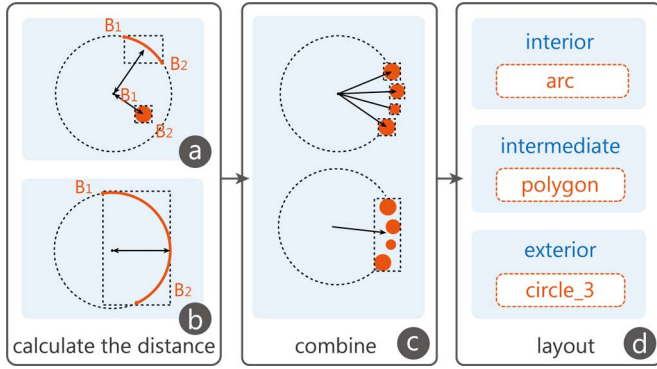 B1
B2
B1
B2
a
B1
B2
b
calculate the distance
combine
c
interior
arc
intermediate
polygon
exterior
circle_3
layout
d